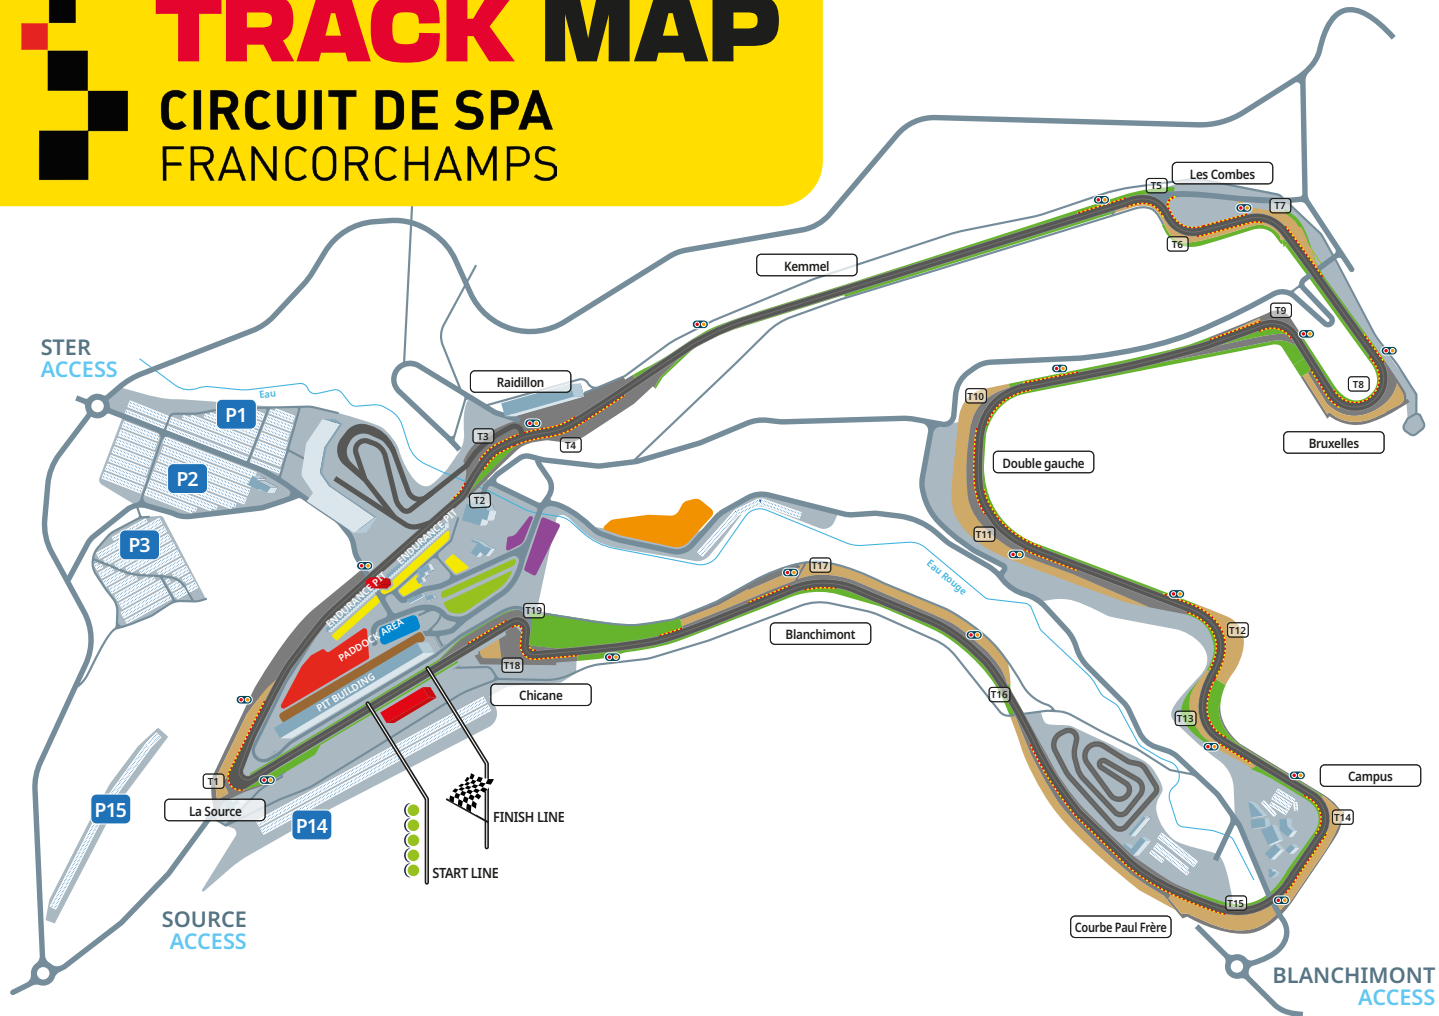 TRACK MAP
CIRCUIT DE SPA
FRANCORCHAMPS
Les Combes
T5
T7
T6
Kemmel
T9
T8
Bruxelles
STER
ACCESS
Eau
P1
P2
P3
Raidillon
T3
T4
T2
T10
Double gauche
T11
ENDURANCE PIT
ENDURANCE PIT
PADDOCK AREA
PIT BUILDING
T19
T18
Chicane
T17
Blanchimont
Eau Rouge
T12
T16
T13
Campus
T14
T1
La Source
P15
P14
FINISH LINE
START LINE
T15
Courbe Paul Frère
SOURCE
ACCESS
BLANCHIMONT
ACCESS